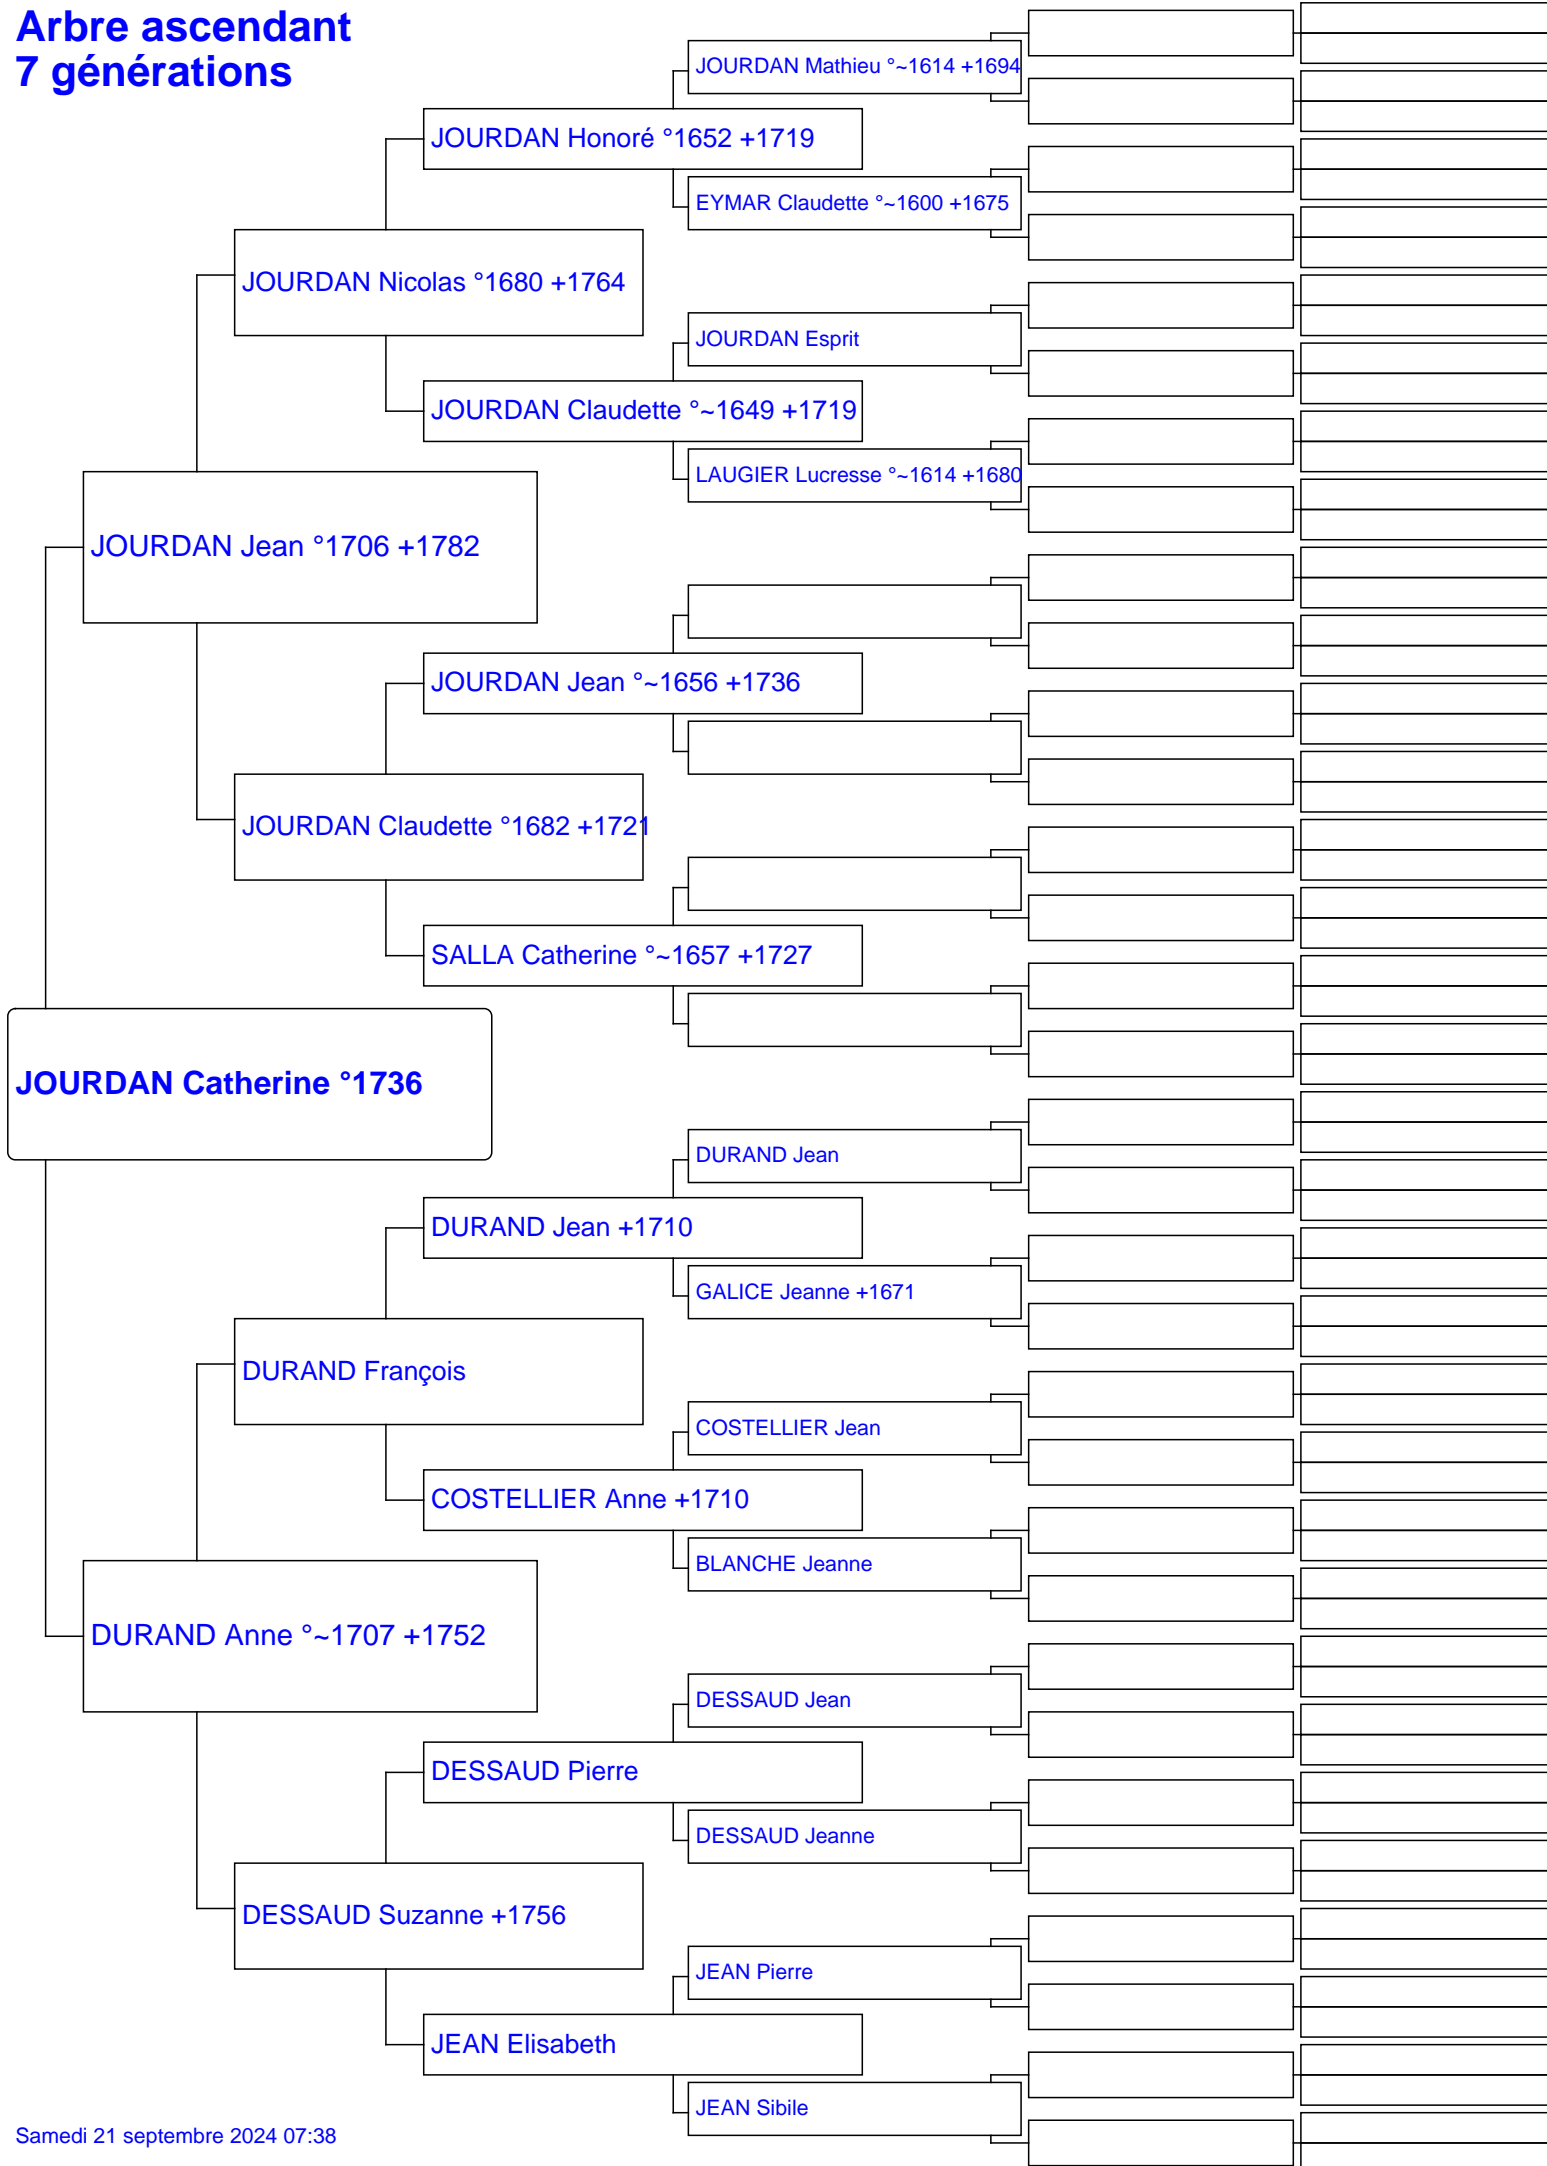 Arbre ascendant
7 générations
JOURDAN Mathieu °~1614 +1694
JOURDAN Honoré °1652 +1719
EYMAR Claudette °~1600 +1675
JOURDAN Nicolas °1680 +1764
JOURDAN Esprit
JOURDAN Claudette °~1649 +1719
LAUGIER Lucresse °~1614 +1680
JOURDAN Jean °1706 +1782
JOURDAN Jean °~1656 +1736
JOURDAN Claudette °1682 +1721
SALLA Catherine °~1657 +1727
JOURDAN Catherine °1736
DURAND Jean
DURAND Jean +1710
GALICE Jeanne +1671
DURAND François
COSTELLIER Jean
COSTELLIER Anne +1710
BLANCHE Jeanne
DURAND Anne °~1707 +1752
DESSAUD Jean
DESSAUD Pierre
DESSAUD Jeanne
DESSAUD Suzanne +1756
JEAN Pierre
JEAN Elisabeth
JEAN Sibile
Samedi 21 septembre 2024 07:38